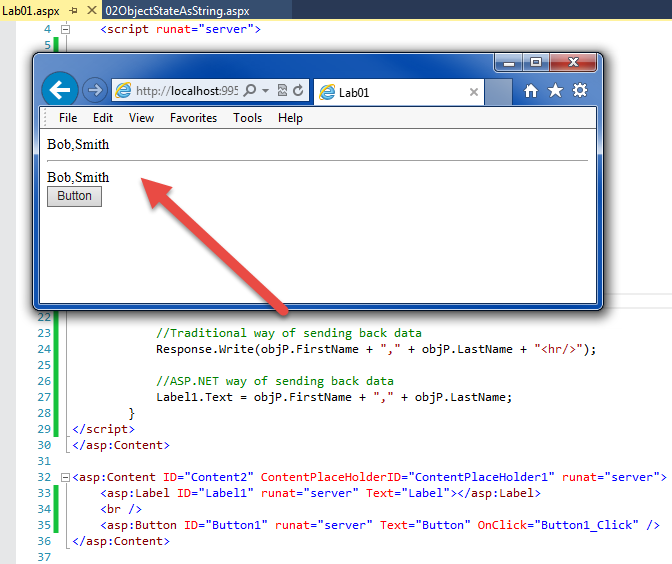 Lab01.aspx 02ObjectStateAsString.aspx
4 <script runat="server">
5
http://localhost:995 Lab01
File Edit View Favorites Tools Help
Bob,Smith
Bob,Smith
Button
22
23 //Traditional way of sending back data
24 Response.Write(objP.FirstName + "," + objP.LastName + "<hr/>");
25
26 //ASP.NET way of sending back data
27 Label1.Text = objP.FirstName + "," + objP.LastName;
28 }
29 </script>
30 </asp:Content>
31
32 <asp:Content ID="Content2" ContentPlaceHolderID="ContentPlaceHolder1" runat="server">
33 <asp:Label ID="Label1" runat="server" Text="Label"></asp:Label>
34 <br />
35 <asp:Button ID="Button1" runat="server" Text="Button" OnClick="Button1_Click" />
36 </asp:Content>
37